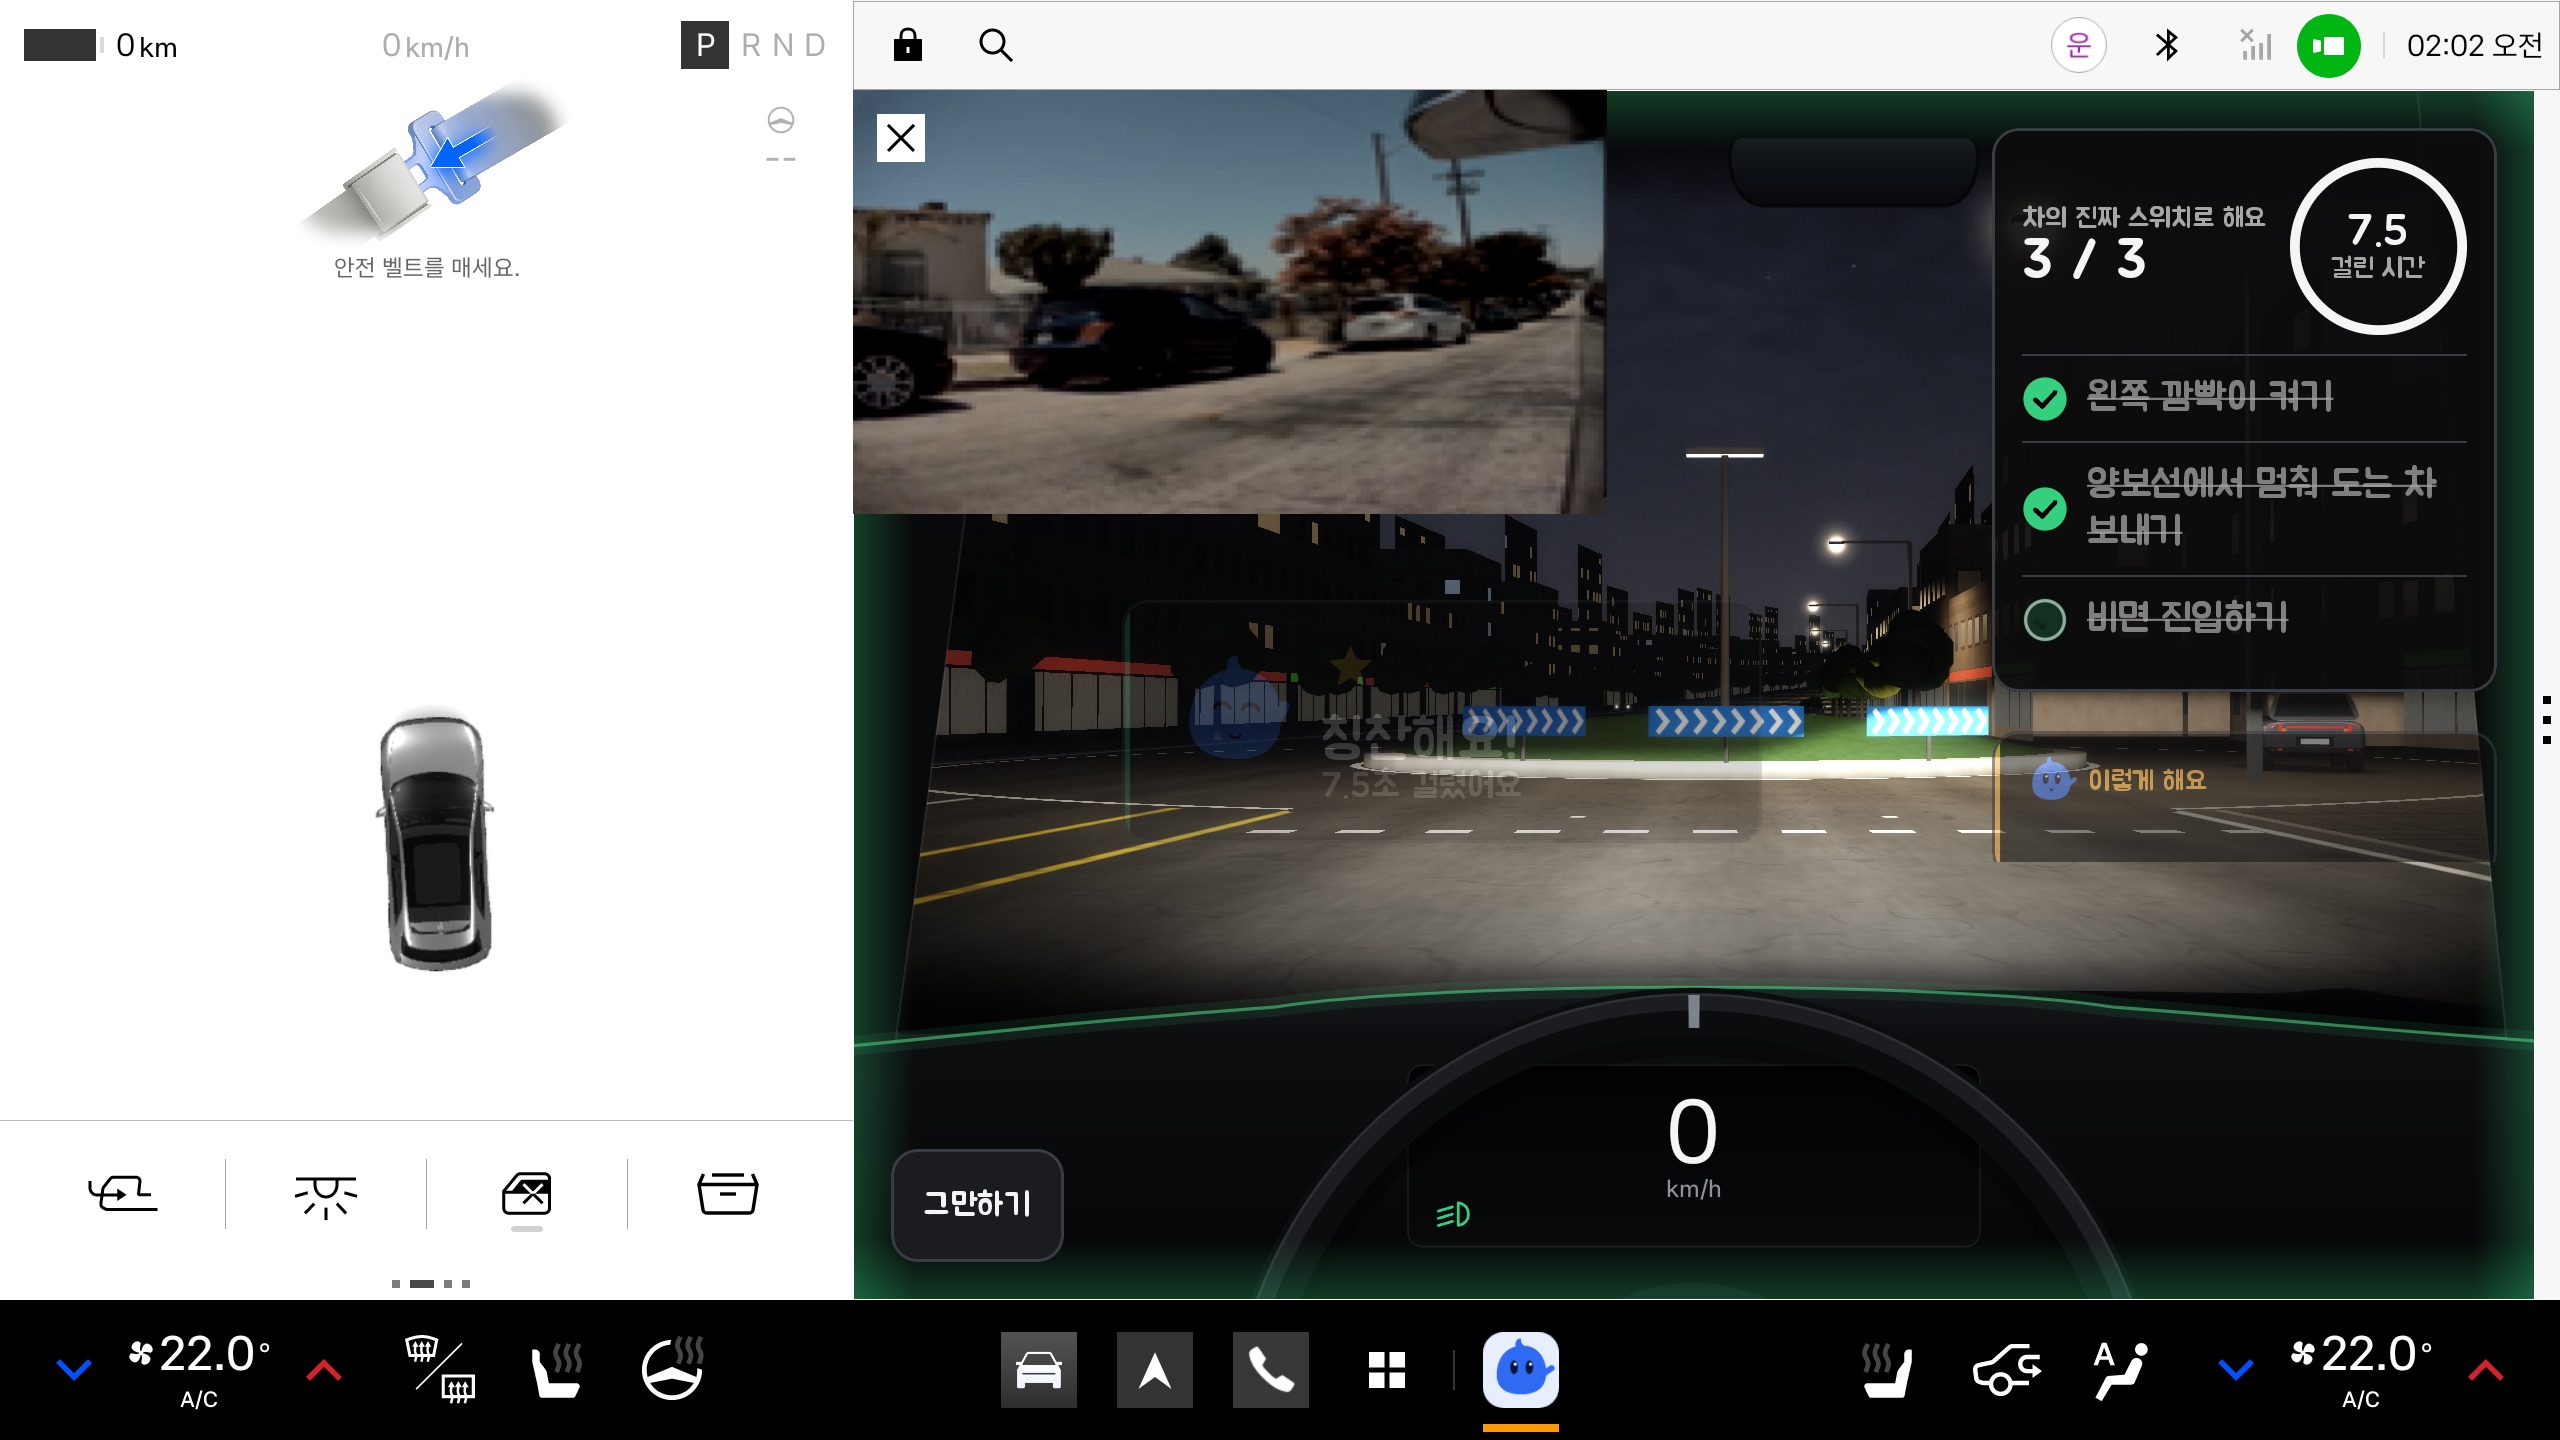 0 km
0 km/h
P R N D
안전 벨트를 매세요.
운
02:02 오전
차의 진짜 스위치로 해요
3 / 3
7.5
걸린 시간
왼쪽 깜빡이 켜기
양보선에서 멈춰 도는 차
보내기
비면 진입하기
칭찬해요!
7.5초 걸렸어요
이렇게 해요
0
km/h
그만하기
22.0°
A/C
A
22.0°
A/C